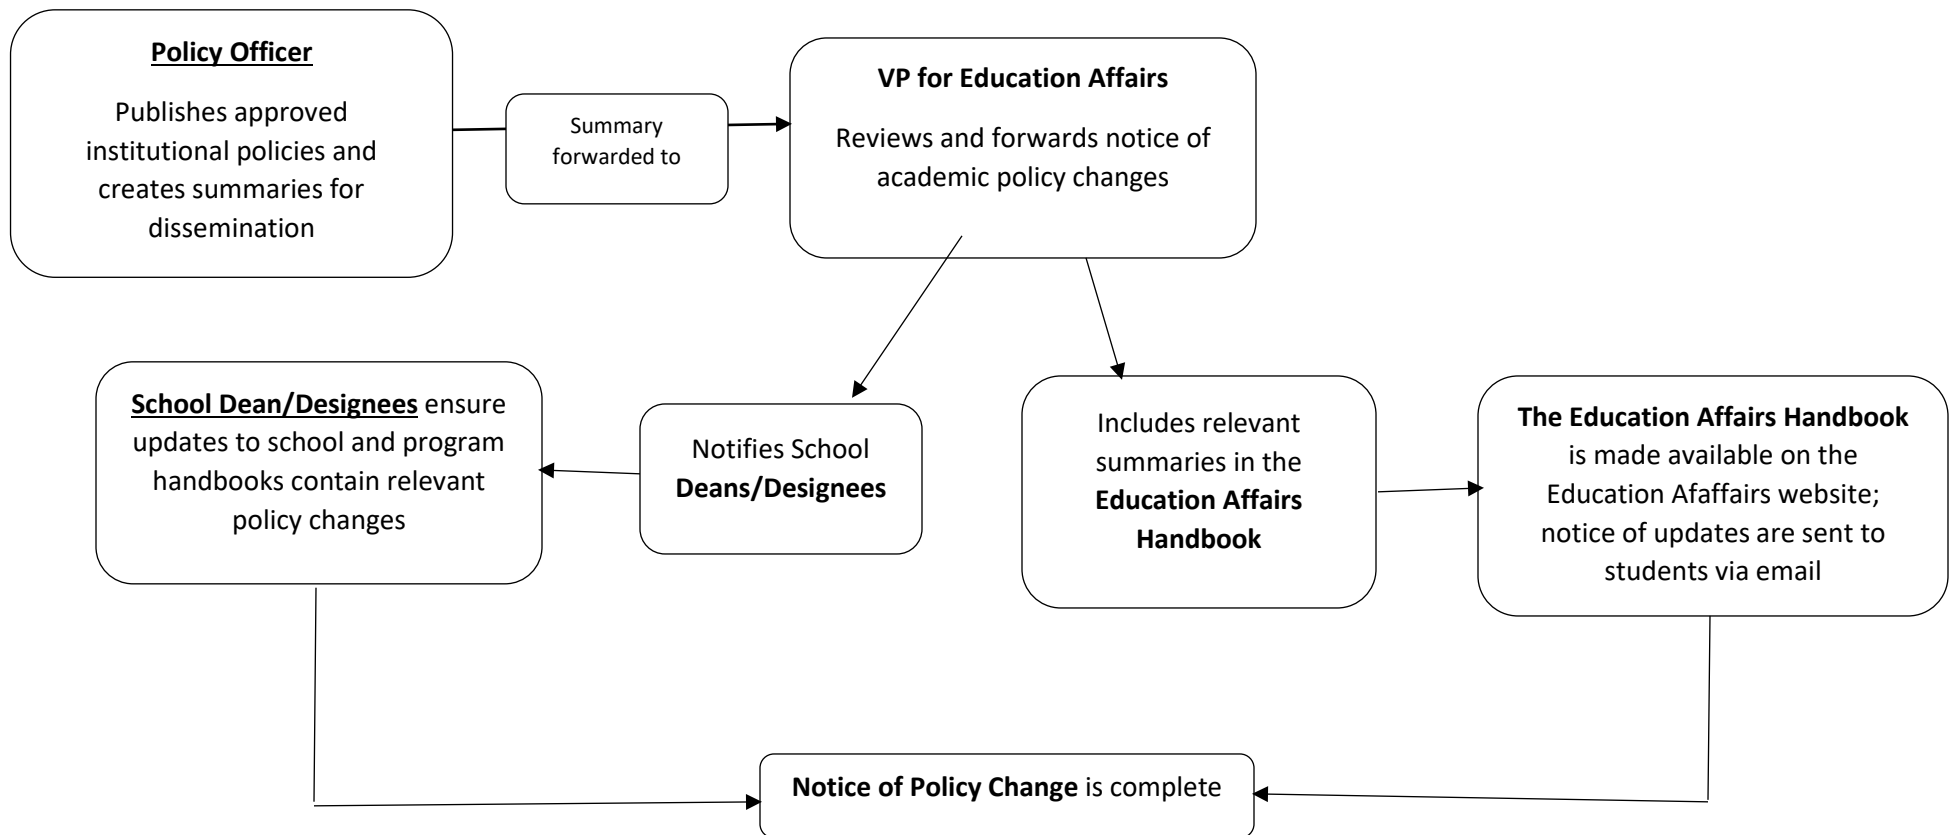 Policy Officer
Publishes approved
institutional policies and
creates summaries for
dissemination
Summary
forwarded to
VP for Education Affairs
Reviews and forwards notice of
academic policy changes
School Dean/Designees ensure
updates to school and program
handbooks contain relevant
policy changes
Notifies School
Deans/Designees
Includes relevant
summaries in the
Education Affairs
Handbook
The Education Affairs Handbook
is made available on the
Education Afaffairs website;
notice of updates are sent to
students via email
Notice of Policy Change is complete